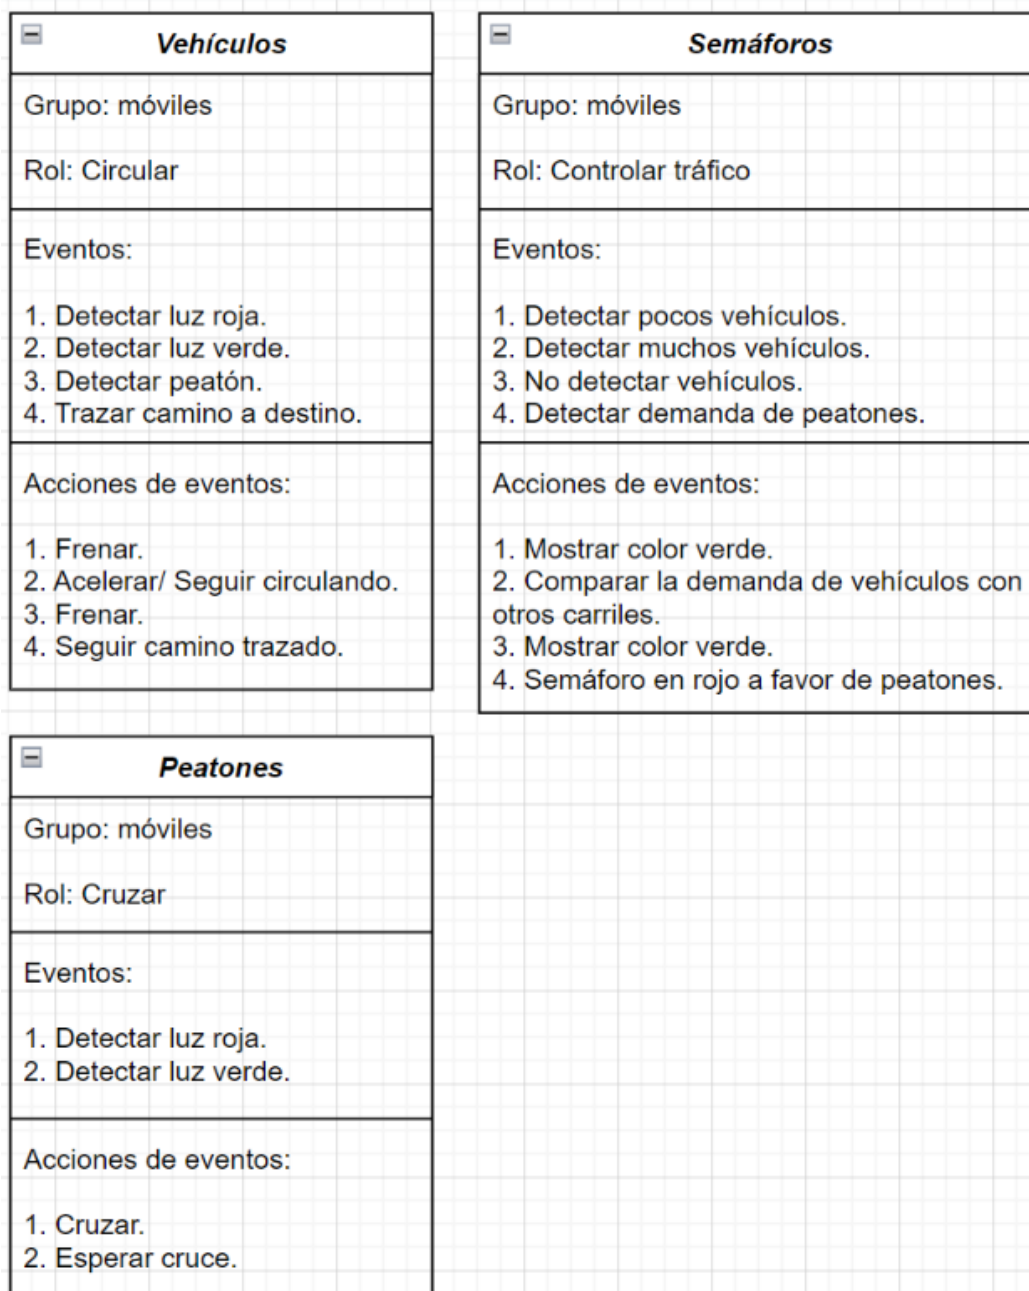 Vehículos
Grupo: móviles
Rol: Circular
Eventos:
1. Detectar luz roja.
2. Detectar luz verde.
3. Detectar peatón.
4. Trazar camino a destino.
Acciones de eventos:
1. Frenar.
2. Acelerar/ Seguir circulando.
3. Frenar.
4. Seguir camino trazado.
Semáforos
Grupo: móviles
Rol: Controlar tráfico
Eventos:
1. Detectar pocos vehículos.
2. Detectar muchos vehículos.
3. No detectar vehículos.
4. Detectar demanda de peatones.
Acciones de eventos:
1. Mostrar color verde.
2. Comparar la demanda de vehículos con
otros carriles.
3. Mostrar color verde.
4. Semáforo en rojo a favor de peatones.
Peatones
Grupo: móviles
Rol: Cruzar
Eventos:
1. Detectar luz roja.
2. Detectar luz verde.
Acciones de eventos:
1. Cruzar.
2. Esperar cruce.